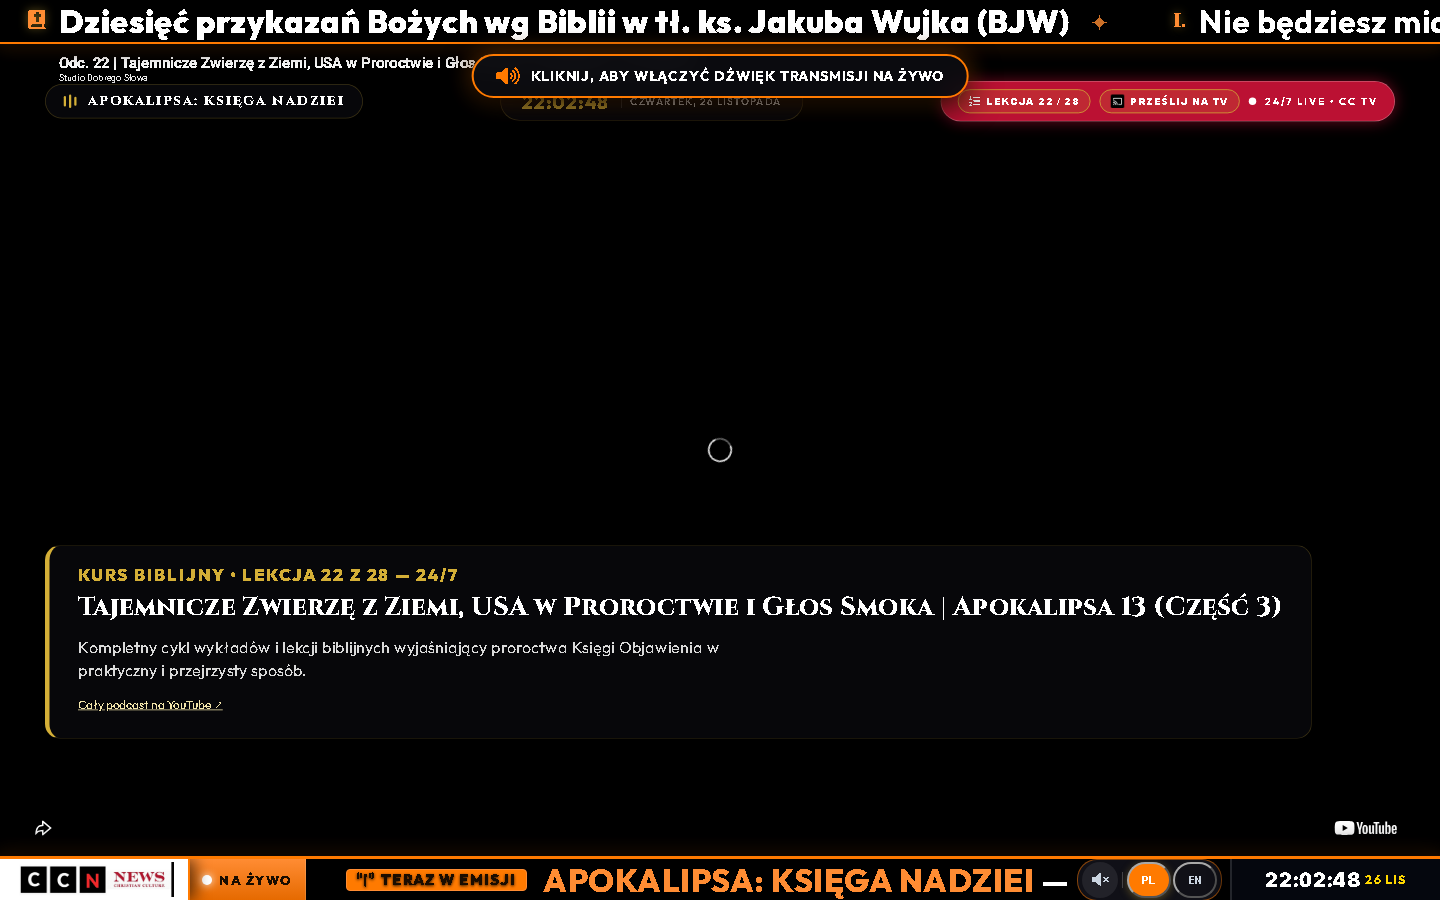 Dziesięć przykazań Bożych wg Biblii w tł. ks. Jakuba Wujka (BJW) ✦ I. Nie będziesz mi
Odc. 22 | Tajemnicze Zwierzę z Ziemi, USA w Proroctwie i Głos
Studio Dobrego Słowa
KLIKNIJ, ABY WŁĄCZYĆ DŹWIĘK TRANSMISJI NA ŻYWO
APOKALIPSA: KSIĘGA NADZIEI
22:02:48 CZWARTEK, 26 LISTOPADA
LEKCJA 22 / 28 PRZEŚLIJ NA TV 24/7 LIVE • CC TV
KURS BIBLIJNY • LEKCJA 22 Z 28 — 24/7
Tajemnicze Zwierzę z Ziemi, USA w Proroctwie i Głos Smoka | Apokalipsa 13 (Część 3)
Kompletny cykl wykładów i lekcji biblijnych wyjaśniający proroctwa Księgi Objawienia w
praktyczny i przejrzysty sposób.
Cały podcast na YouTube ↗
YouTube
CCN NEWS
CHRISTIAN CULTURE
NA ŻYWO
TERAZ W EMISJI
APOKALIPSA: KSIĘGA NADZIEI —
PL EN
22:02:48 26 LIS